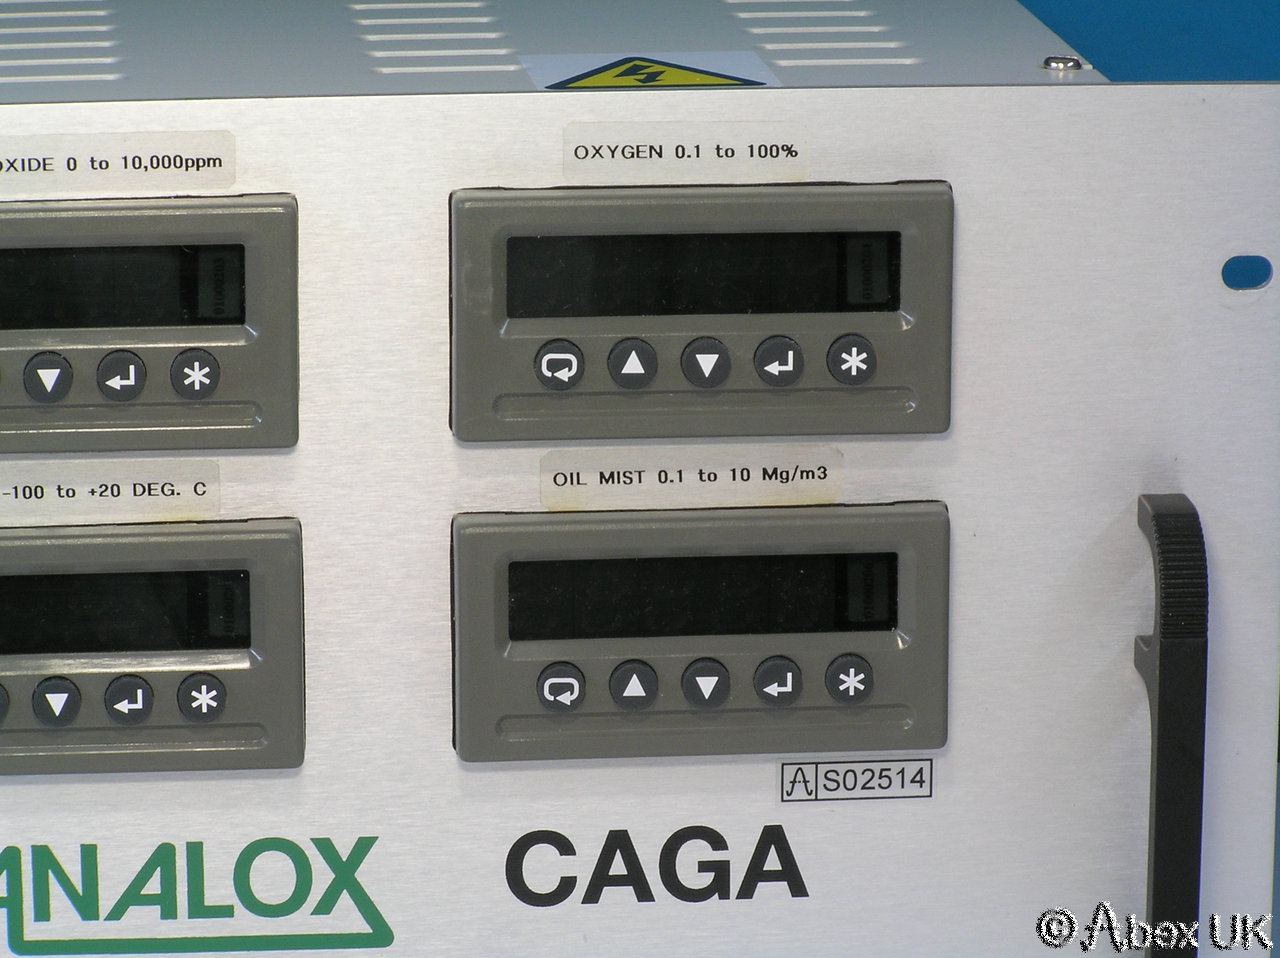 OXIDE 0 to 10,000ppm
OXYGEN 0.1 to 100%
-100 to +20 DEG. C
OIL MIST 0.1 to 10 Mg/m3
S02514
ANALOX
CAGA
© Abex UK